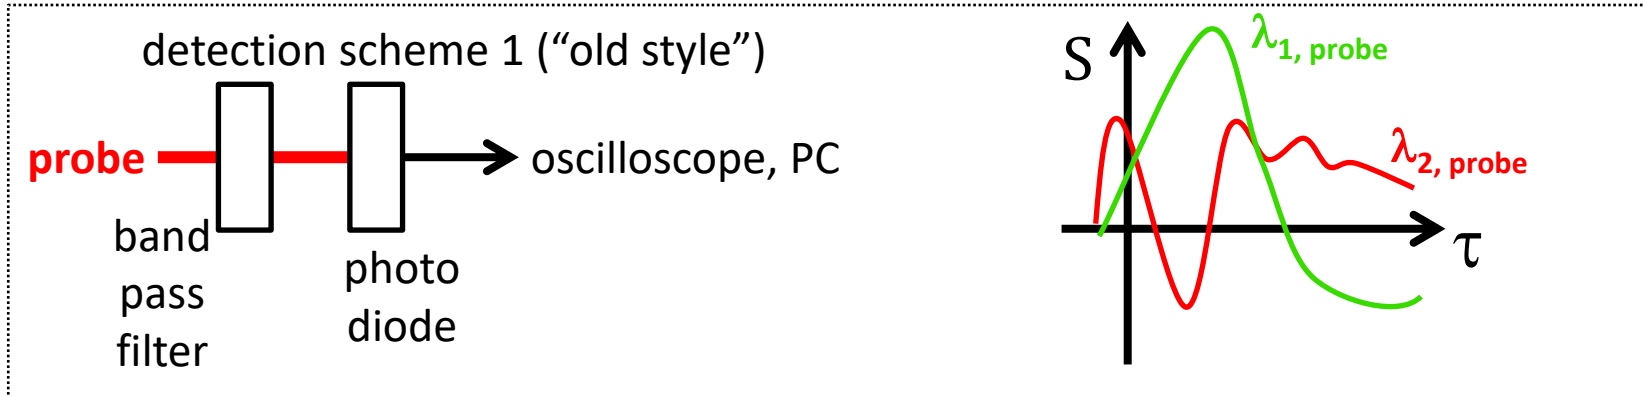 detection scheme 1 (“old style”)
probe
oscilloscope, PC
band
pass
filter
photo
diode
S
λ1, probe
λ2, probe
τ